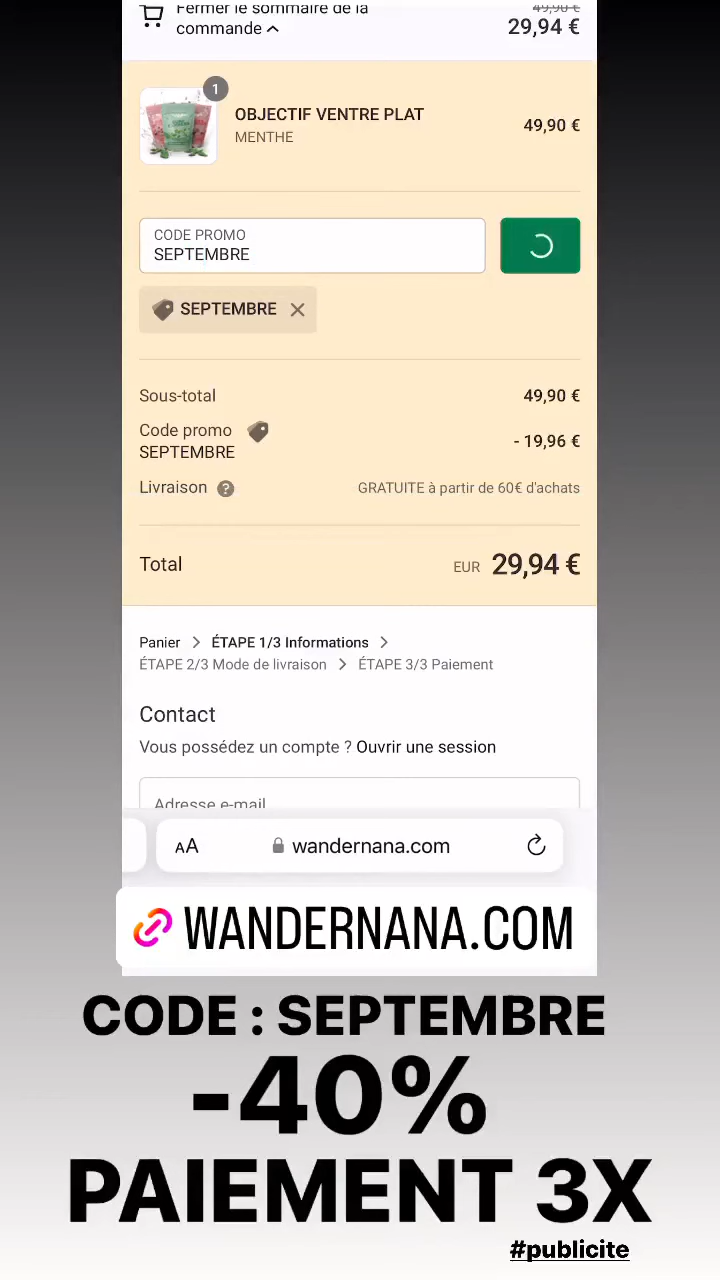 Fermer le sommaire de la
commande
49,90 €
29,94 €
1
OBJECTIF VENTRE PLAT
MENTHE
49,90 €
CODE PROMO
SEPTEMBRE
SEPTEMBRE
Sous-total
49,90 €
Code promo
SEPTEMBRE
- 19,96 €
Livraison ?
GRATUITE à partir de 60€ d'achats
Total
EUR 29,94 €
Panier > ÉTAPE 1/3 Informations >
ÉTAPE 2/3 Mode de livraison > ÉTAPE 3/3 Paiement
Contact
Vous possédez un compte ? Ouvrir une session
Adresse e-mail
AA
wandernana.com
WANDERNANA.COM
CODE : SEPTEMBRE
-40%
PAIEMENT 3X
#publicite